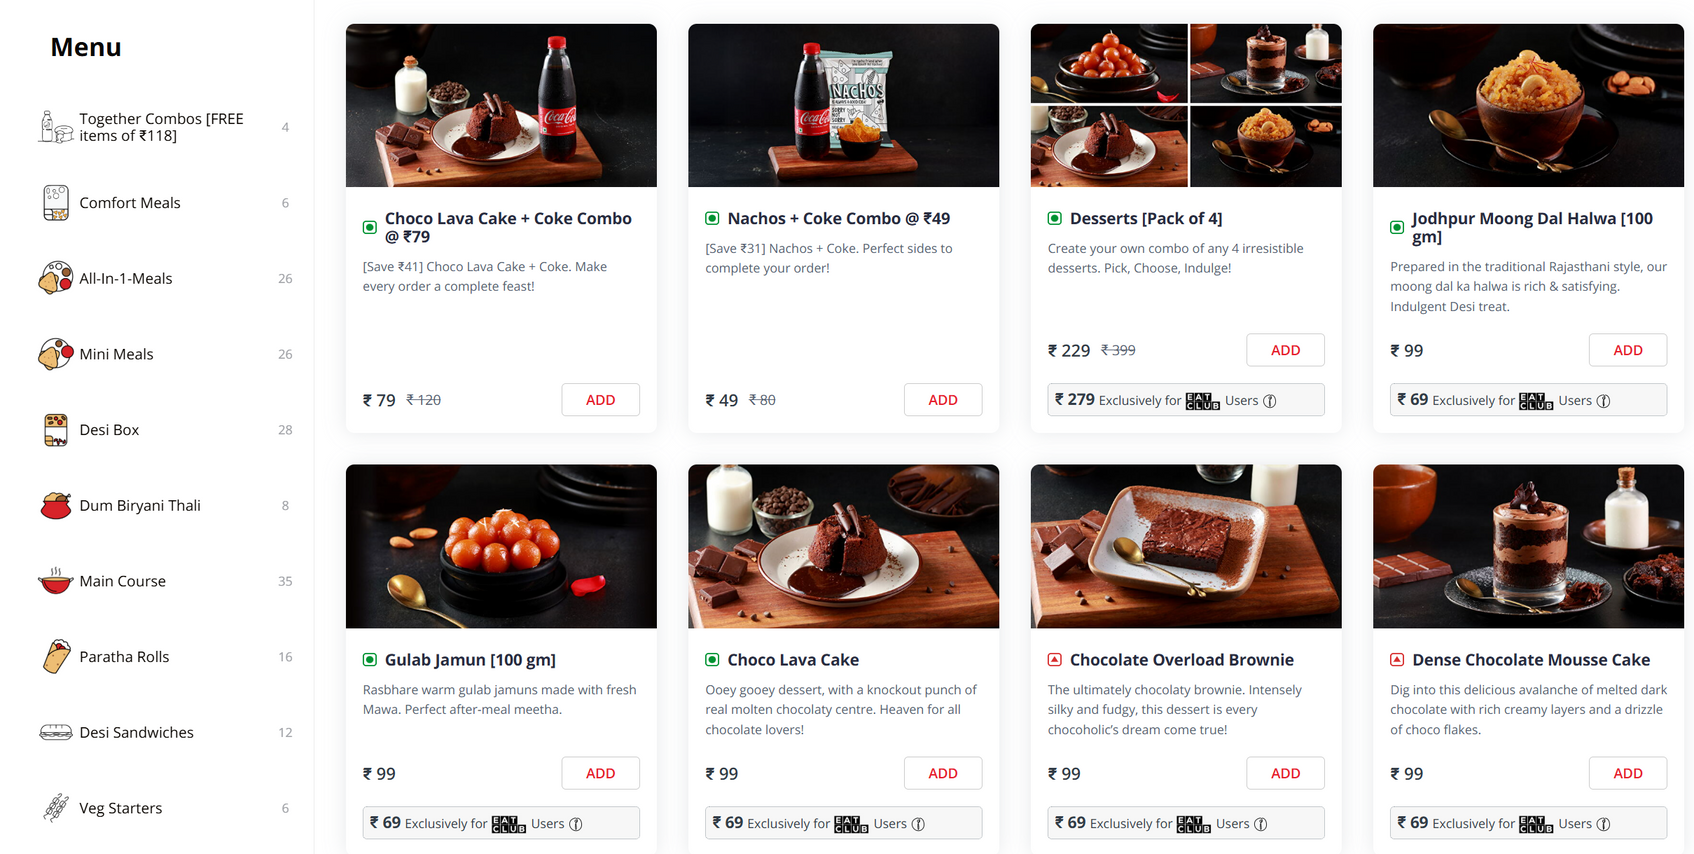 Menu
Together Combos [FREE
items of ₹118]
4
Comfort Meals
6
All-In-1-Meals
26
Mini Meals
26
Desi Box
28
Dum Biryani Thali
8
Main Course
35
Paratha Rolls
16
Desi Sandwiches
12
Veg Starters
6
Coca-Cola
Choco Lava Cake + Coke Combo
@ ₹79
[Save ₹41] Choco Lava Cake + Coke. Make
every order a complete feast!
₹ 79 ₹ 120
ADD
Coca-Cola
NACHOS
SORRY
NOT
SORRY
Nachos + Coke Combo @ ₹49
[Save ₹31] Nachos + Coke. Perfect sides to
complete your order!
₹ 49 ₹ 80
ADD
Desserts [Pack of 4]
Create your own combo of any 4 irresistible
desserts. Pick, Choose, Indulge!
₹ 229 ₹ 399
ADD
₹ 279 Exclusively for EAT CLUB Users
Jodhpur Moong Dal Halwa [100
gm]
Prepared in the traditional Rajasthani style, our
moong dal ka halwa is rich & satisfying.
Indulgent Desi treat.
₹ 99
ADD
₹ 69 Exclusively for EAT CLUB Users
Gulab Jamun [100 gm]
Rasbhare warm gulab jamuns made with fresh
Mawa. Perfect after-meal meetha.
₹ 99
ADD
₹ 69 Exclusively for EAT CLUB Users
Choco Lava Cake
Ooey gooey dessert, with a knockout punch of
real molten chocolaty centre. Heaven for all
chocolate lovers!
₹ 99
ADD
₹ 69 Exclusively for EAT CLUB Users
Chocolate Overload Brownie
The ultimately chocolaty brownie. Intensely
silky and fudgy, this dessert is every
chocoholic’s dream come true!
₹ 99
ADD
₹ 69 Exclusively for EAT CLUB Users
Dense Chocolate Mousse Cake
Dig into this delicious avalanche of melted dark
chocolate with rich creamy layers and a drizzle
of choco flakes.
₹ 99
ADD
₹ 69 Exclusively for EAT CLUB Users